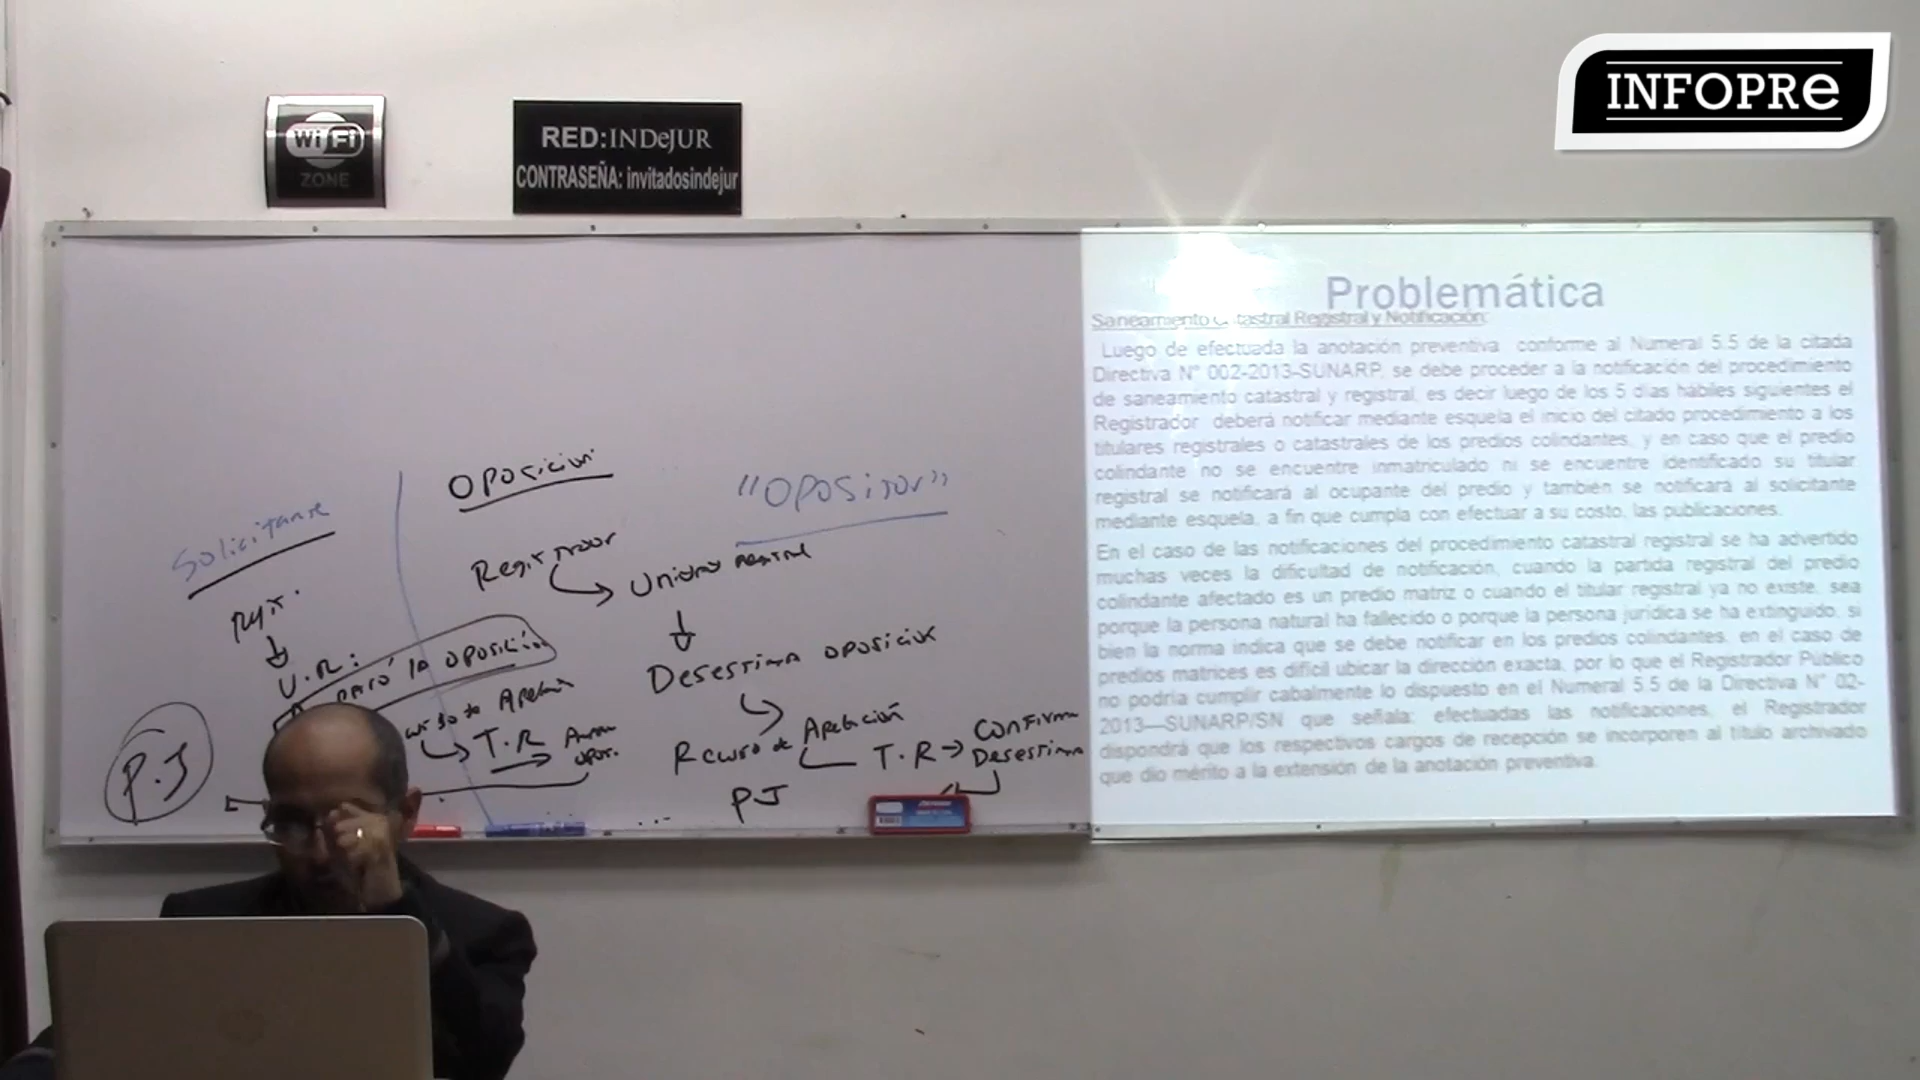 INFOPRe
WiFi
ZONE
RED:INDeJUR
CONTRASEÑA: invitadosindejur
Problemática
Saneamiento Catastral Registral y Notificación:
Luego de efectuada la anotación preventiva conforme al Numeral 5.5 de la citada
Directiva N° 002-2013-SUNARP, se debe proceder a la notificación del procedimiento
de saneamiento catastral y registral, es decir luego de los 5 días hábiles siguientes el
Registrador deberá notificar mediante esquela el inicio del citado procedimiento a los
titulares registrales o catastrales de los predios colindantes, y en caso que el predio
colindante no se encuentre inmatriculado ni se encuentre identificado su titular
registral se notificará al ocupante del predio y también se notificará al solicitante
mediante esquela, a fin que cumpla con efectuar a su costo, las publicaciones.
En el caso de las notificaciones del procedimiento catastral registral se ha advertido
muchas veces la dificultad de notificación, cuando la partida registral del predio
colindante afectado es un predio matriz o cuando el titular registral ya no existe, sea
porque la persona natural ha fallecido o porque la persona jurídica se ha extinguido, si
bien la norma indica que se debe notificar en los predios colindantes, en el caso de
predios matrices es difícil ubicar la dirección exacta, por lo que el Registrador Público
no podría cumplir cabalmente lo dispuesto en el Numeral 5.5 de la Directiva N° 02-
2013—SUNARP/SN que señala: efectuadas las notificaciones, el Registrador
dispondrá que los respectivos cargos de recepción se incorporen al título archivado
que dio mérito a la extensión de la anotación preventiva.
Solicitante
U.R:
la oposición
Apelación
T.R
P.J
Oposición
"Opositor"
Registrador
Unidad
Desestima oposición
Apelación
T.R → Confirma
Desestima
PJ